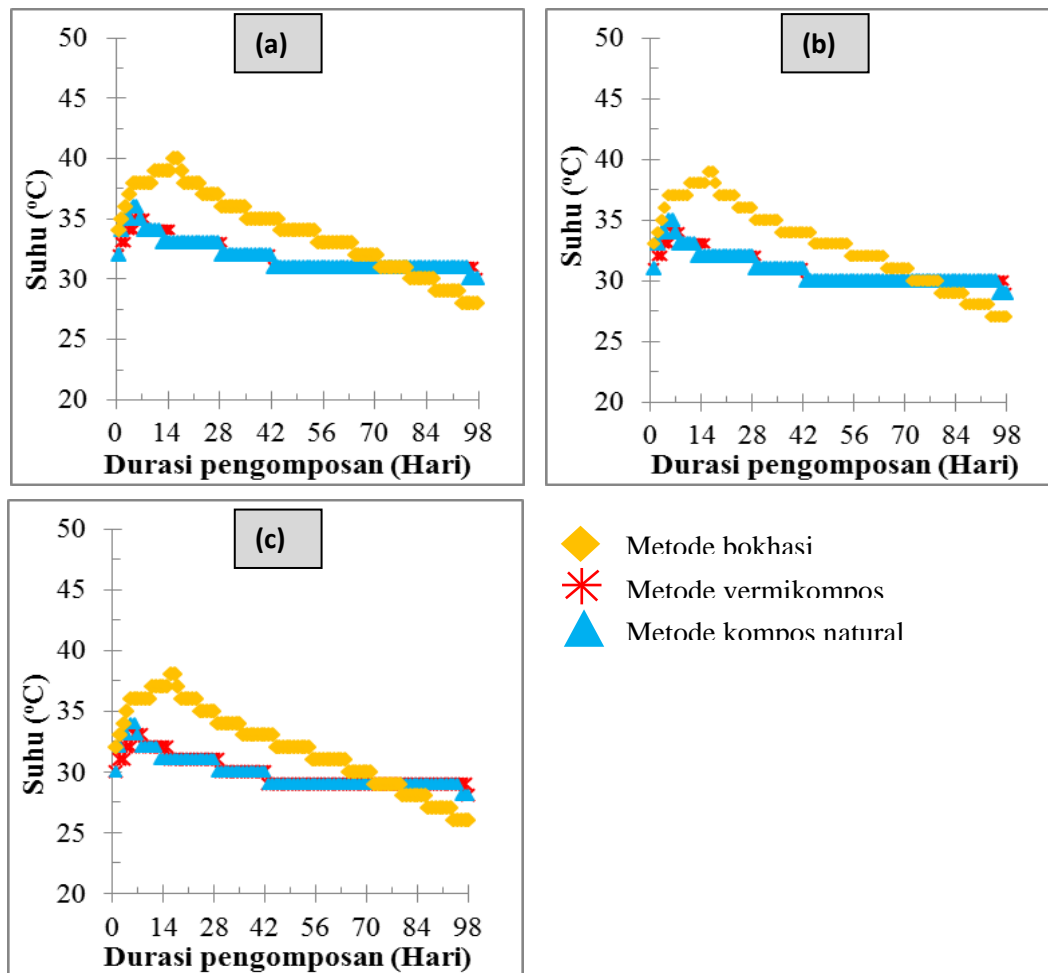 (a)
50
45
40
35
30
25
20
Suhu (°C)
0 14 28 42 56 70 84 98
Durasi pengomposan (Hari)
(b)
50
45
40
35
30
25
20
Suhu (°C)
0 14 28 42 56 70 84 98
Durasi pengomposan (Hari)
(c)
50
45
40
35
30
25
20
Suhu (°C)
0 14 28 42 56 70 84 98
Durasi pengomposan (Hari)
Metode bokhasi
Metode vermikompos
Metode kompos natural